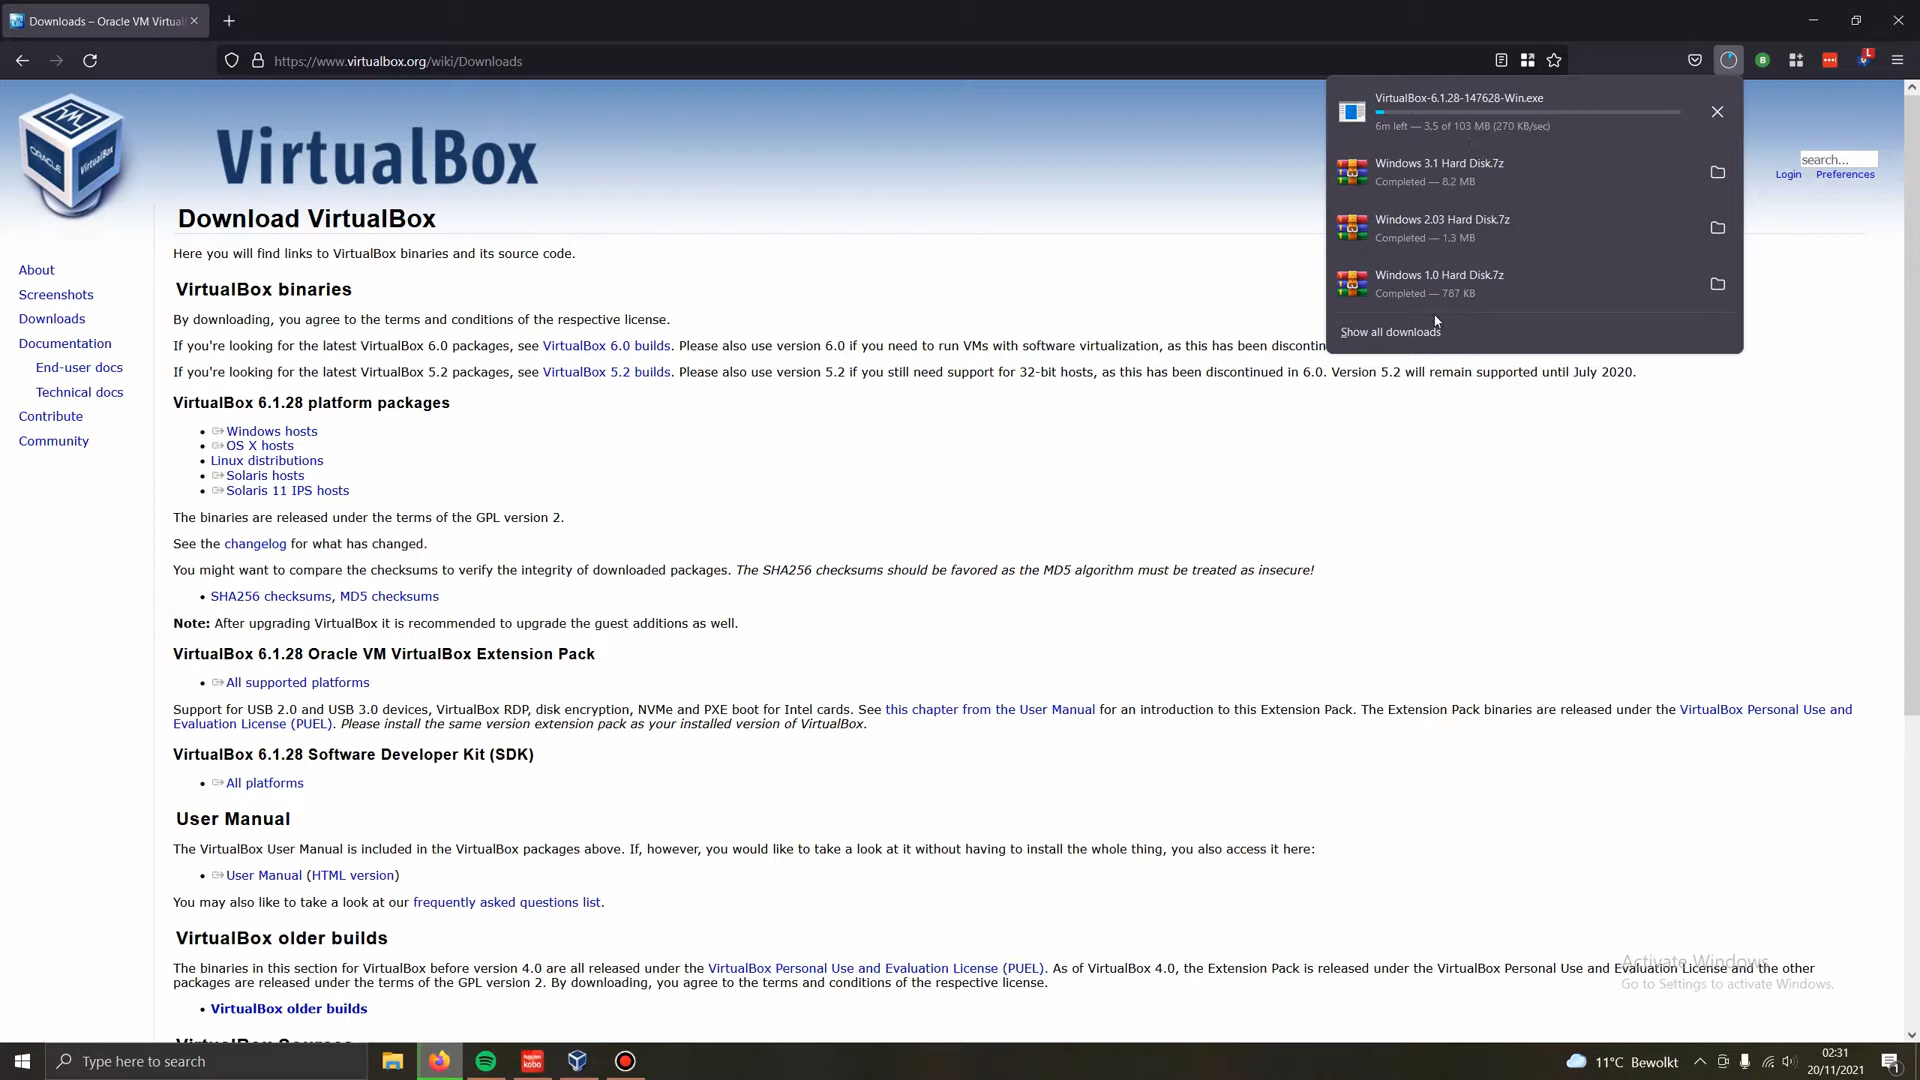 Downloads – Oracle VM Virtual
https://www.virtualbox.org/wiki/Downloads
VirtualBox-6.1.28-147628-Win.exe
6m left — 3,5 of 103 MB (270 KB/sec)
Windows 3.1 Hard Disk.7z
Completed — 8,2 MB
Windows 2.03 Hard Disk.7z
Completed — 1,3 MB
Windows 1.0 Hard Disk.7z
Completed — 787 KB
Show all downloads
ORACLE
VM
VirtualBox
search...
Login Preferences
About
Screenshots
Downloads
Documentation
End-user docs
Technical docs
Contribute
Community
Download VirtualBox
Here you will find links to VirtualBox binaries and its source code.
VirtualBox binaries
By downloading, you agree to the terms and conditions of the respective license.
If you're looking for the latest VirtualBox 6.0 packages, see VirtualBox 6.0 builds. Please also use version 6.0 if you need to run VMs with software virtualization, as this has been discontin
If you're looking for the latest VirtualBox 5.2 packages, see VirtualBox 5.2 builds. Please also use version 5.2 if you still need support for 32-bit hosts, as this has been discontinued in 6.0. Version 5.2 will remain supported until July 2020.
VirtualBox 6.1.28 platform packages
• Windows hosts
• OS X hosts
• Linux distributions
• Solaris hosts
• Solaris 11 IPS hosts
The binaries are released under the terms of the GPL version 2.
See the changelog for what has changed.
You might want to compare the checksums to verify the integrity of downloaded packages. The SHA256 checksums should be favored as the MD5 algorithm must be treated as insecure!
• SHA256 checksums, MD5 checksums
Note: After upgrading VirtualBox it is recommended to upgrade the guest additions as well.
VirtualBox 6.1.28 Oracle VM VirtualBox Extension Pack
• All supported platforms
Support for USB 2.0 and USB 3.0 devices, VirtualBox RDP, disk encryption, NVMe and PXE boot for Intel cards. See this chapter from the User Manual for an introduction to this Extension Pack. The Extension Pack binaries are released under the VirtualBox Personal Use and
Evaluation License (PUEL). Please install the same version extension pack as your installed version of VirtualBox.
VirtualBox 6.1.28 Software Developer Kit (SDK)
• All platforms
User Manual
The VirtualBox User Manual is included in the VirtualBox packages above. If, however, you would like to take a look at it without having to install the whole thing, you also access it here:
• User Manual (HTML version)
You may also like to take a look at our frequently asked questions list.
VirtualBox older builds
The binaries in this section for VirtualBox before version 4.0 are all released under the VirtualBox Personal Use and Evaluation License (PUEL). As of VirtualBox 4.0, the Extension Pack is released under the VirtualBox Personal Use and Evaluation License and the other
packages are released under the terms of the GPL version 2. By downloading, you agree to the terms and conditions of the respective license.
• VirtualBox older builds
VirtualBox Sources
Activate Windows
Go to Settings to activate Windows.
Type here to search
Rakuten kobo
11°C Bewolkt
02:31
20/11/2021
1